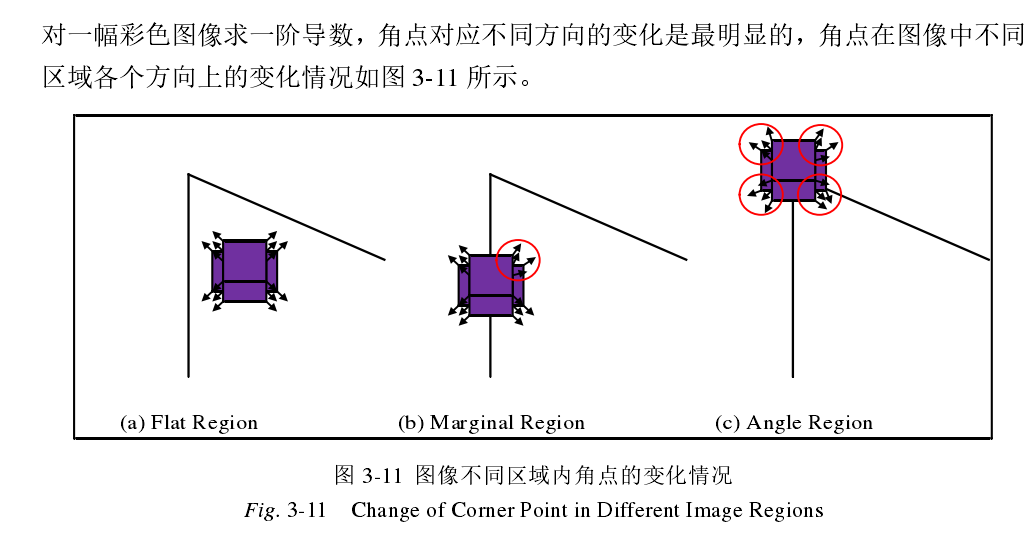 对一幅彩色图像求一阶导数，角点对应不同方向的变化是最明显的，角点在图像中不同
区域各个方向上的变化情况如图 3-11 所示。
(a) Flat Region
(b) Marginal Region
(c) Angle Region
图 3-11 图像不同区域内角点的变化情况
Fig. 3-11 Change of Corner Point in Different Image Regions